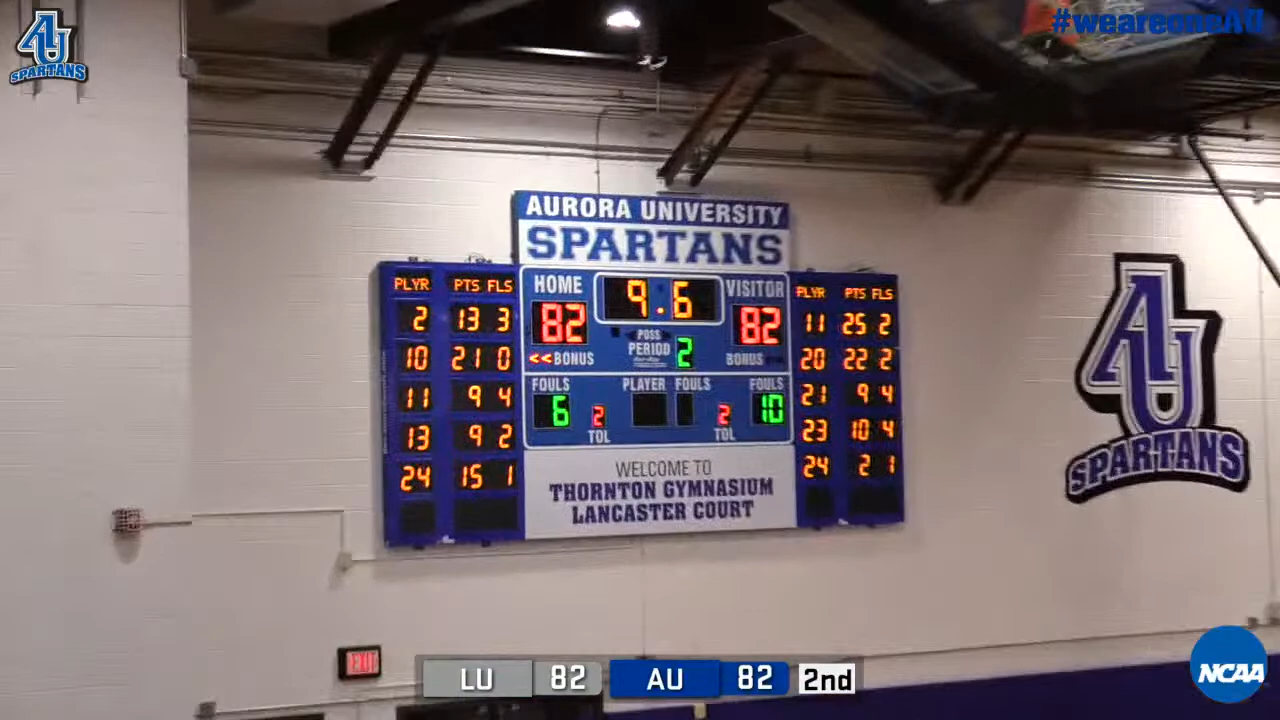 AU
SPARTANS
#weareoneAU
AURORA UNIVERSITY
SPARTANS
PLYR PTS FLS
2 13 3
10 21 0
11 9 4
13 9 2
24 15 1
HOME 9.6 VISITOR
82 82
POSS
PERIOD 2
<<BONUS BONUS
FOULS PLAYER FOULS FOULS
6 2 2 10
TOL TOL
WELCOME TO
THORNTON GYMNASIUM
LANCASTER COURT
PLYR PTS FLS
11 25 2
20 22 2
21 9 4
23 10 4
24 2 1
AU
SPARTANS
EXIT
LU 82 AU 82 2nd
NCAA